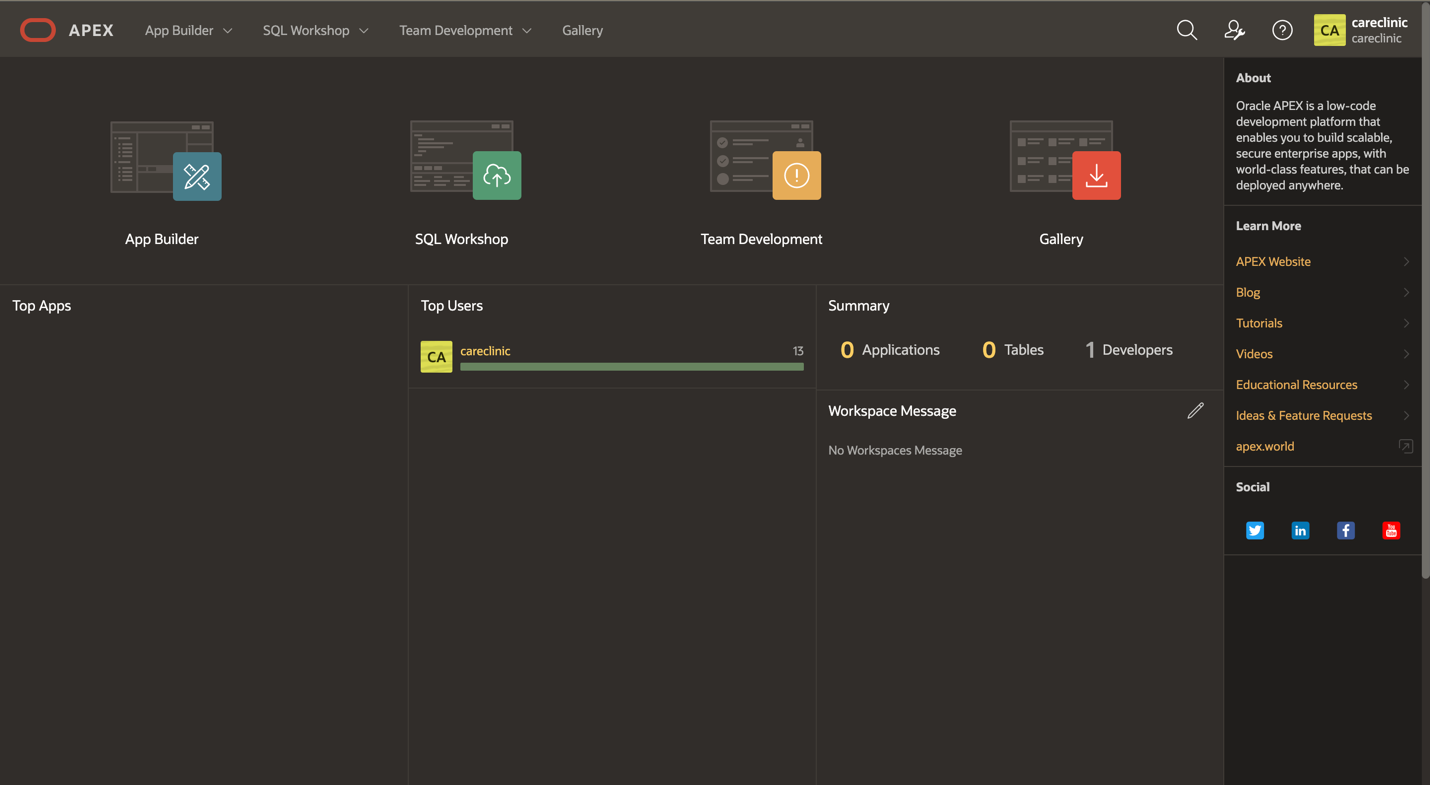 APEX
App Builder
SQL Workshop
Team Development
Gallery
CA
careclinic
careclinic
App Builder
SQL Workshop
Team Development
Gallery
Top Apps
Top Users
CA
careclinic
13
Summary
0 Applications
0 Tables
1 Developers
Workspace Message
No Workspaces Message
About
Oracle APEX is a low-code
development platform that
enables you to build scalable,
secure enterprise apps, with
world-class features, that can be
deployed anywhere.
Learn More
APEX Website
Blog
Tutorials
Videos
Educational Resources
Ideas & Feature Requests
apex.world
Social